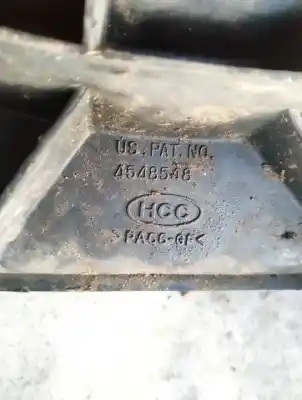 US. PAT. NO.
4548548
HCC
>PA66-GF<